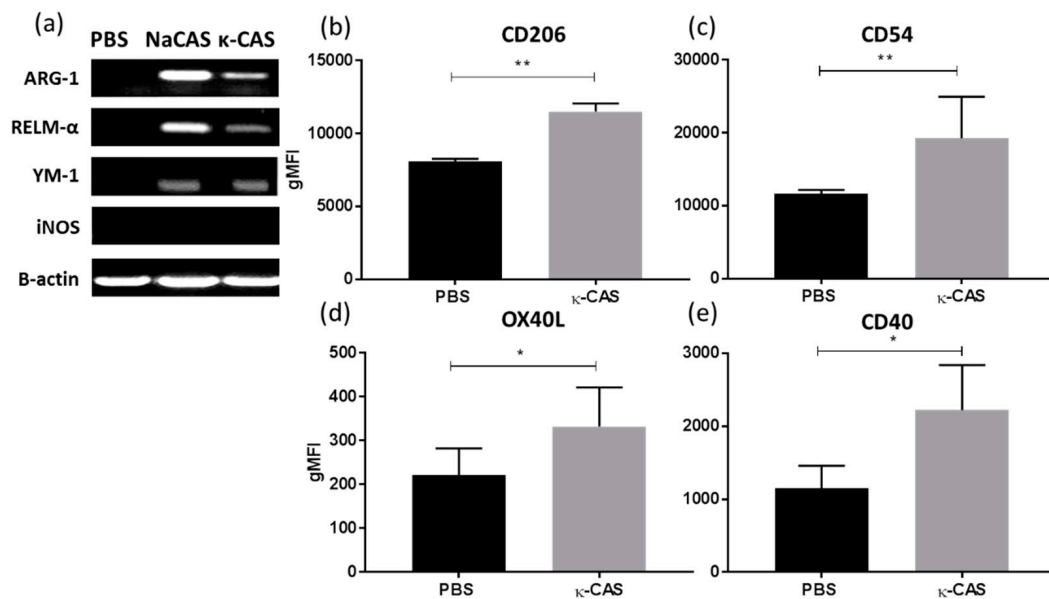 (a)
PBS NaCAS κ-CAS
ARG-1
RELM-α
YM-1
iNOS
B-actin
(b)
CD206
gMFI
15000
10000
5000
0
**
PBS κ-CAS
(c)
CD54
30000
20000
10000
0
**
PBS κ-CAS
(d)
OX40L
gMFI
500
400
300
200
100
0
*
PBS κ-CAS
(e)
CD40
3000
2000
1000
0
*
PBS κ-CAS